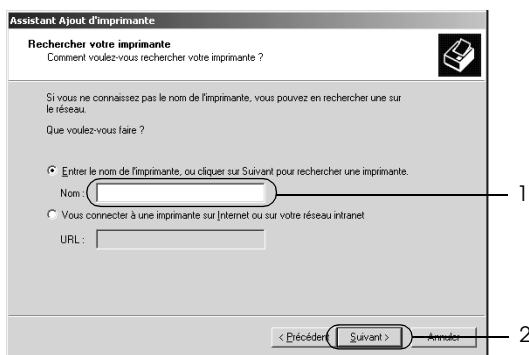 Assistant Ajout d'imprimante
Rechercher votre imprimante
Comment voulez-vous rechercher votre imprimante ?
Si vous ne connaissez pas le nom de l'imprimante, vous pouvez en rechercher une sur
le réseau.
Que voulez-vous faire ?
Entrer le nom de l'imprimante, ou cliquer sur Suivant pour rechercher une imprimante.
Nom :
1
Vous connecter à une imprimante sur Internet ou sur votre réseau intranet
URL :
< Précédent Suivant > Annuler 2